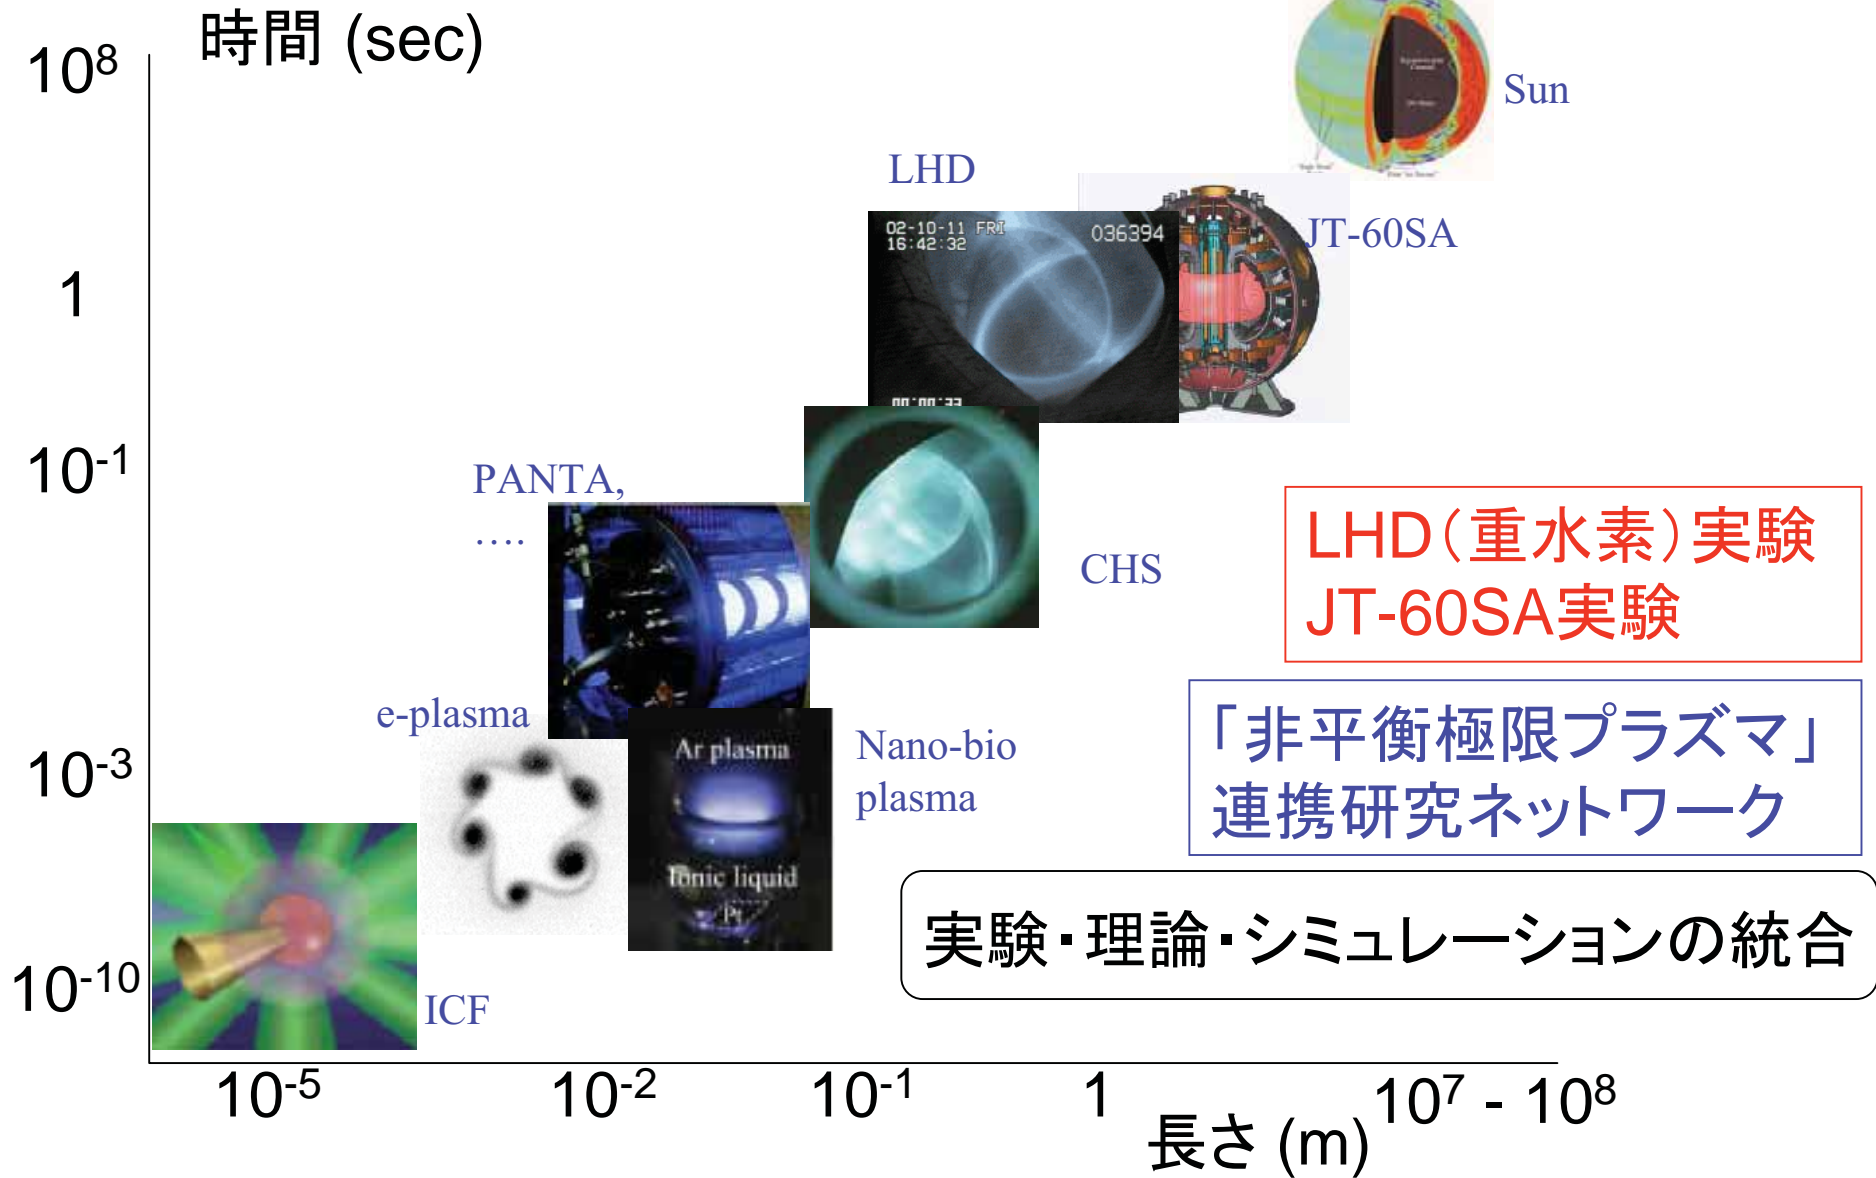 時間 (sec)
10⁸
Sun
LHD
02-10-11 FRI
16:42:32
036394
JT-60SA
1
00:00:33
10⁻¹
PANTA,
....
CHS
LHD（重水素）実験
JT-60SA実験
e-plasma
Ar plasma
Ionic liquid
Pt
Nano-bio
plasma
「非平衡極限プラズマ」
連携研究ネットワーク
10⁻³
実験・理論・シミュレーションの統合
10⁻¹⁰
ICF
10⁻⁵
10⁻²
10⁻¹
1
10⁷ - 10⁸
長さ (m)